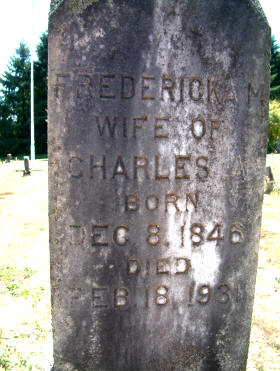 FREDERICKA M
WIFE OF
CHARLES A
BORN
DEC 8, 1846
DIED
FEB 18, 193